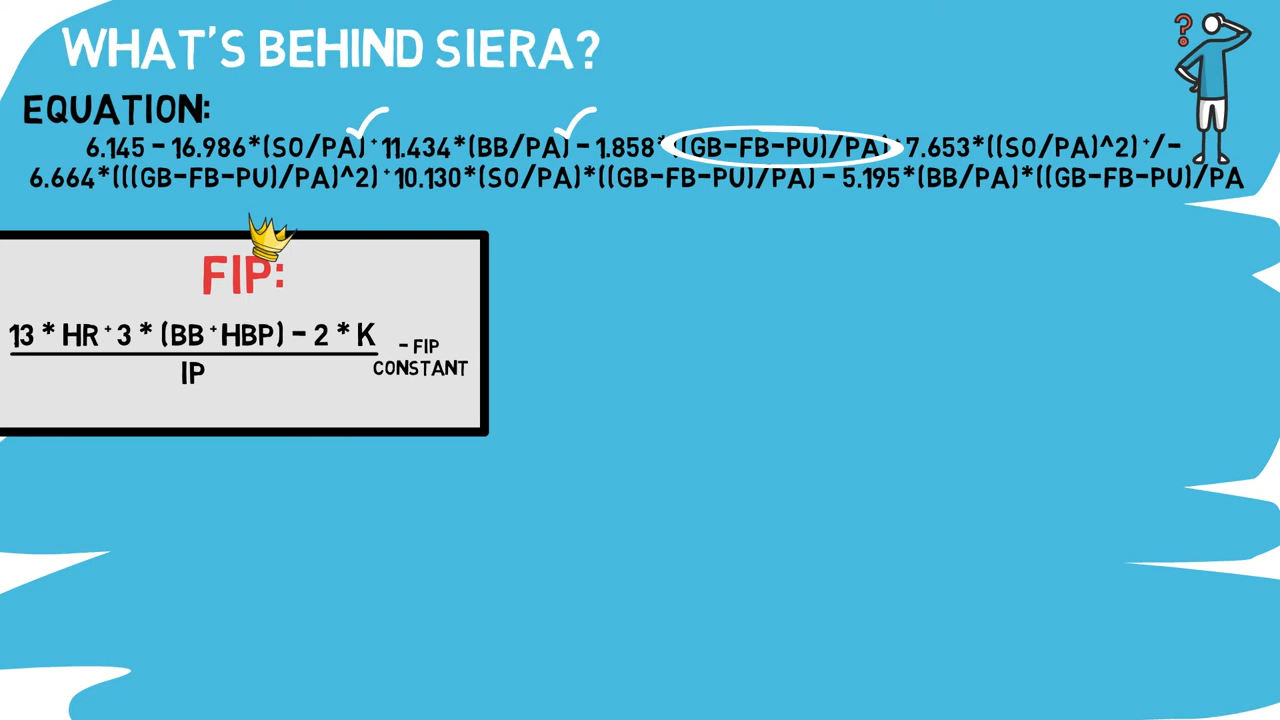 WHAT'S BEHIND SIERA?
?
EQUATION:
6.145 - 16.986*(SO/PA) + 11.434*(BB/PA) - 1.858*((GB-FB-PU)/PA) + 7.653*((SO/PA)^2) +/-
6.664*(((GB-FB-PU)/PA)^2) + 10.130*(SO/PA)*((GB-FB-PU)/PA) - 5.195*(BB/PA)*((GB-FB-PU)/PA
FIP:
13 * HR + 3 * (BB + HBP) - 2 * K
IP
- FIP
CONSTANT